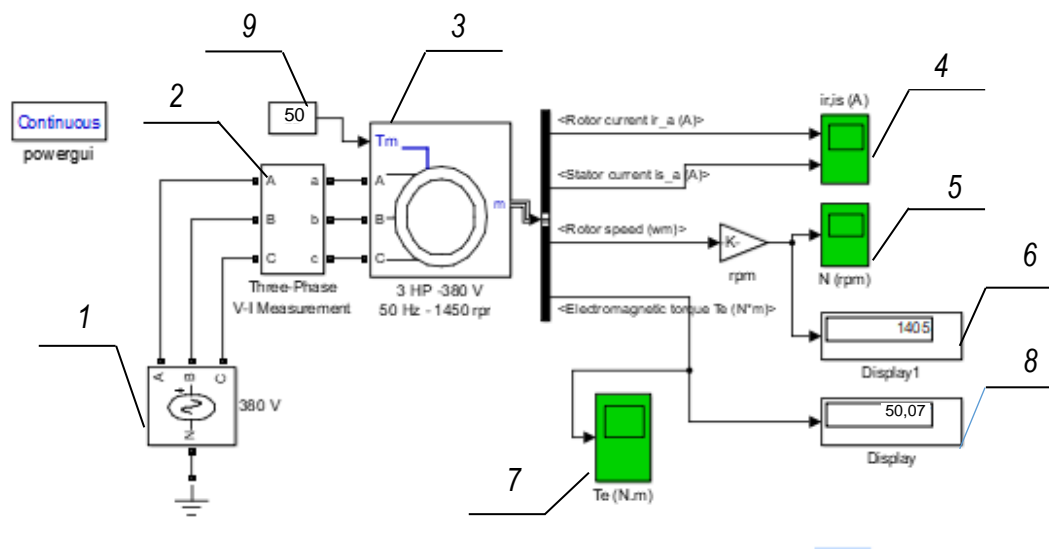 9
3
4
2
ir,is (A)
50
Continuous
powergui
<Rotor current ir_a (A)>
Tm
A
a
A
B
b
B
C
c
C
m
<Stator current is_a (A)>
5
<Rotor speed (wm)>
-K-
rpm
N (rpm)
Three-Phase
V-I Measurement
3 HP -380 V
50 Hz - 1450 rpr
<Electromagnetic torque Te (N*m)>
6
1405
Display1
1
A
B
C
N
380 V
8
50,07
Display
7
Te (N.m)